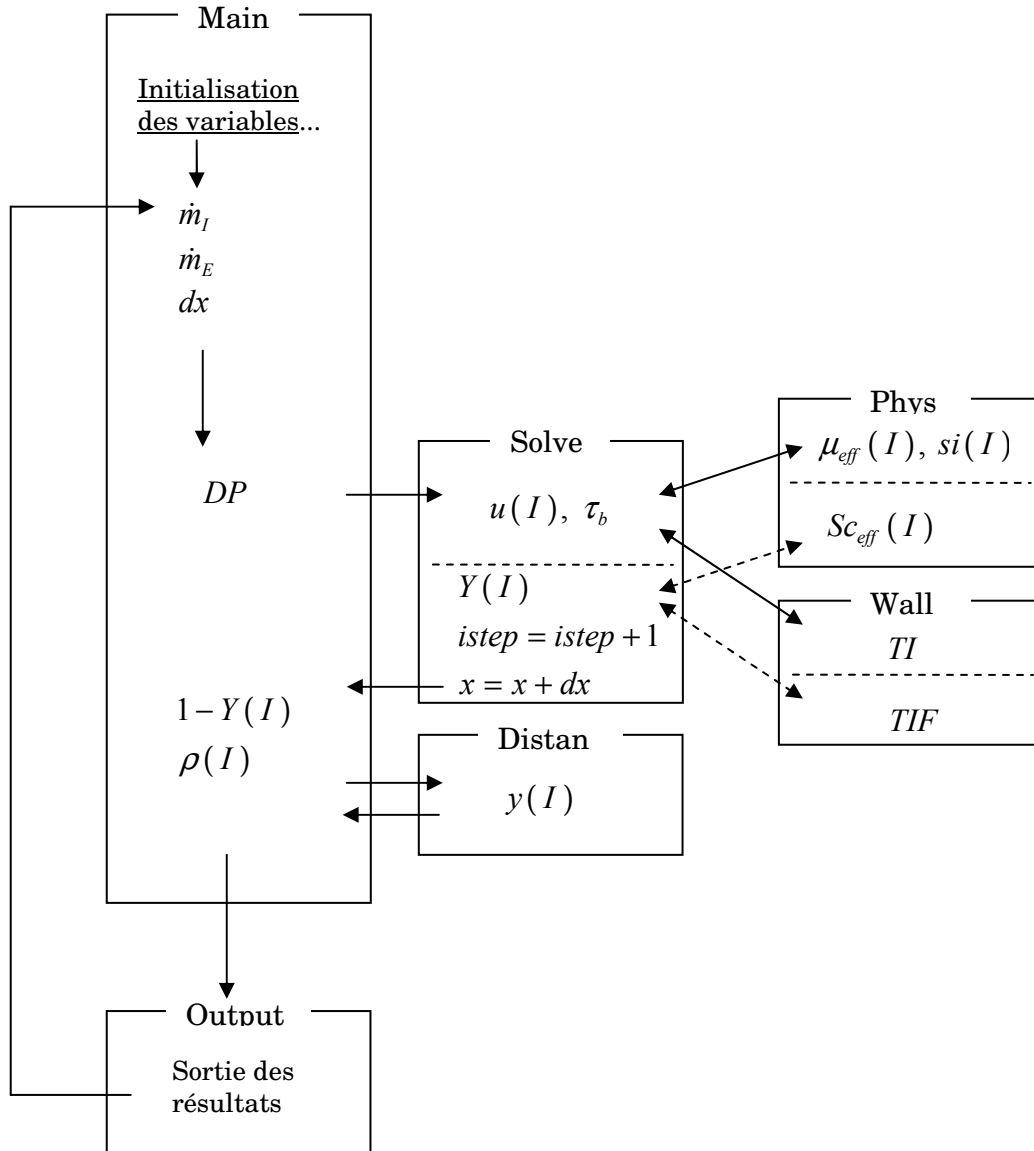 Main
Initialisation
des variables...
ṁ_I
ṁ_E
dx
DP
1 − Y(I)
ρ(I)
Solve
u(I), τ_b
Y(I)
istep = istep + 1
x = x + dx
Phys
μ_eff(I), si(I)
Sc_eff(I)
Wall
TI
TIF
Distan
y(I)
Output
Sortie des
résultats